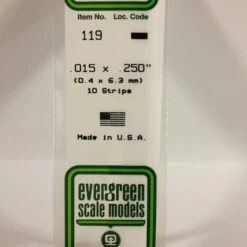 Item No. Loc. Code
119
.015 x .250"
(0.4 x 6.3 mm)
10 Strips
Made in U.S.A.
evergreen
scale models